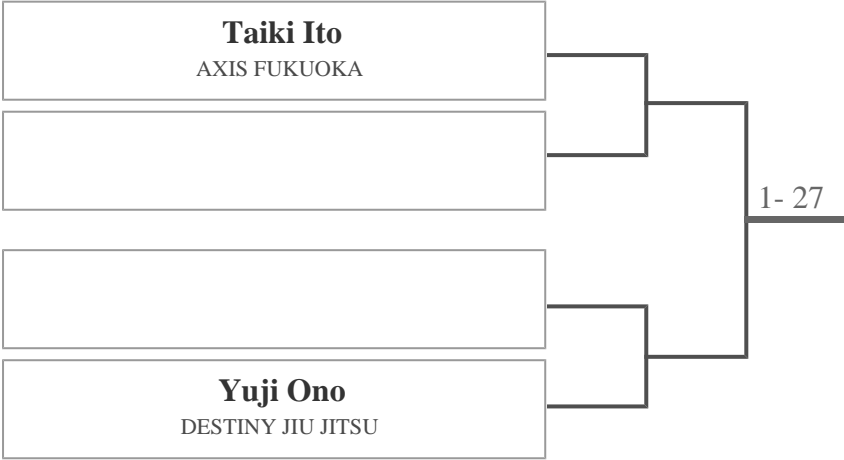 Taiki Ito
AXIS FUKUOKA
1- 27
Yuji Ono
DESTINY JIU JITSU